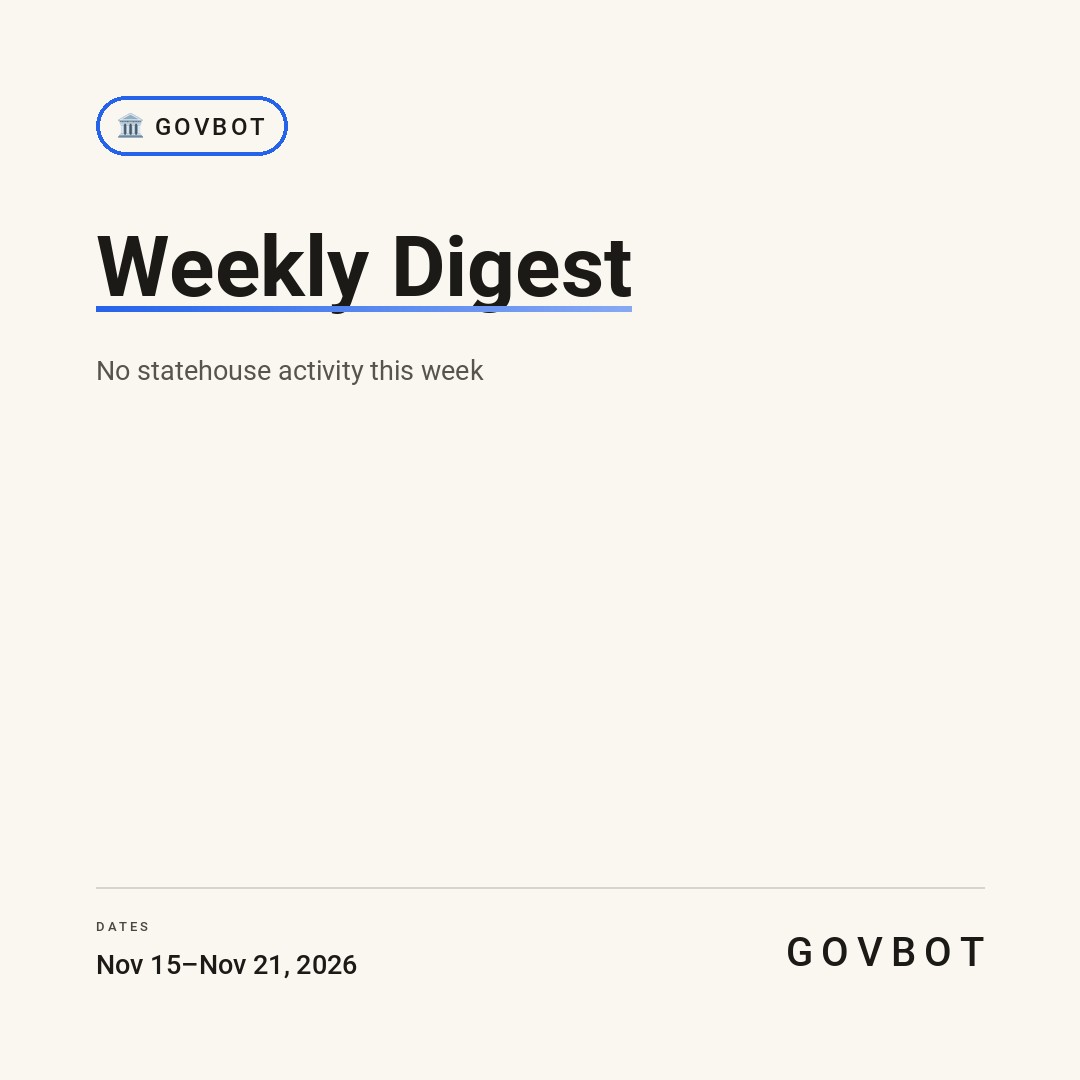 🏛️ GOVBOT
Weekly Digest
No statehouse activity this week
DATES
Nov 15–Nov 21, 2026
GOVBOT